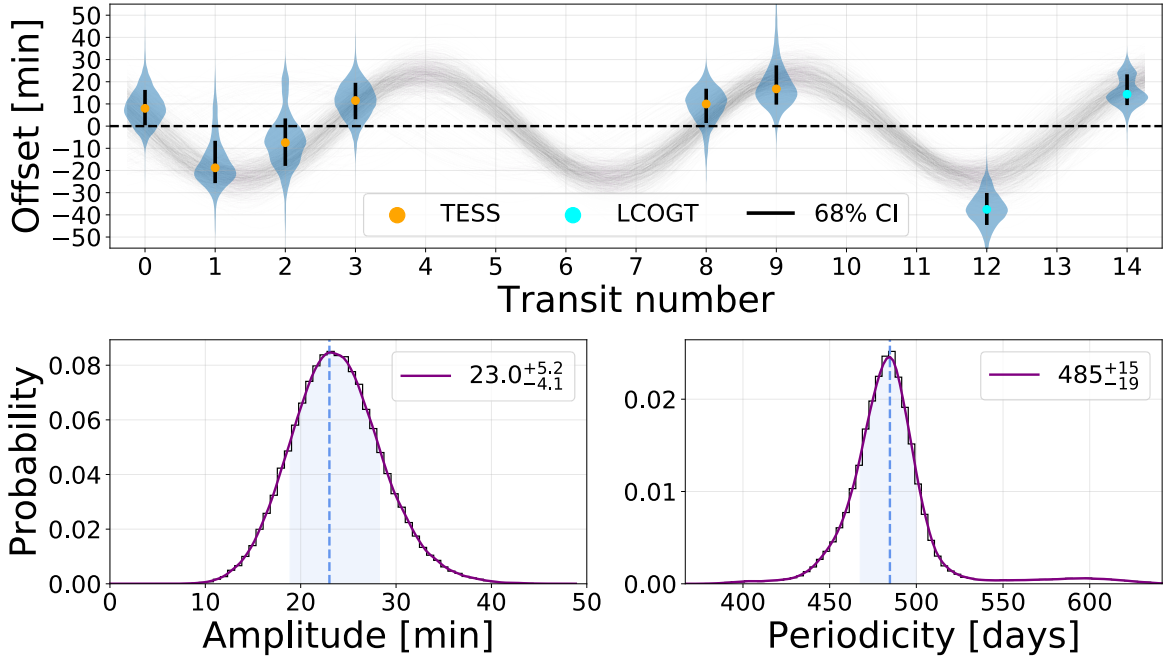 Offset [min]
50
40
30
20
10
0
−10
−20
−30
−40
−50
TESS LCOGT 68% CI
0 1 2 3 4 5 6 7 8 9 10 11 12 13 14
Transit number
Probability
0.08
0.06
0.04
0.02
0.00
23.0+5.2−4.1
0 10 20 30 40 50
Amplitude [min]
0.02
0.01
0.00
485+15−19
400 450 500 550 600
Periodicity [days]